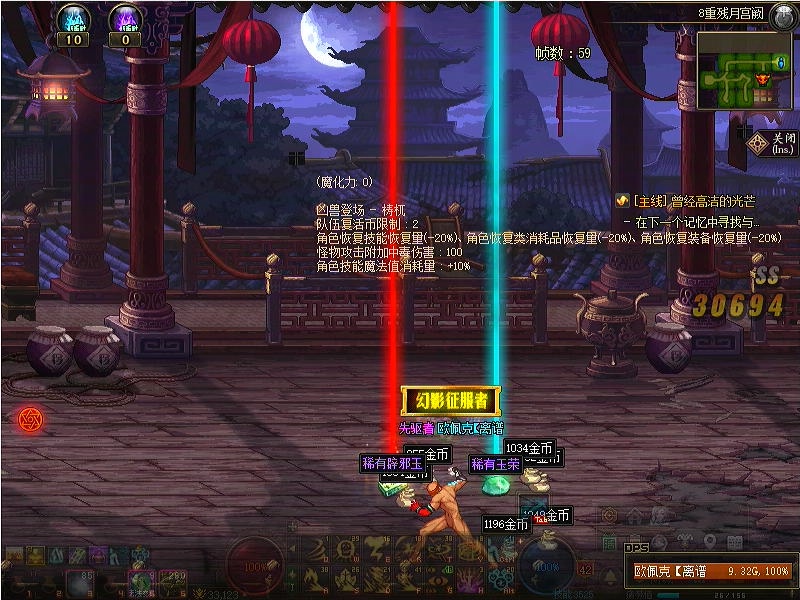 8重残月宫阙
10
0
帧数：59
关闭
(Ins.)
(魔化力: 0)
凶兽登场 - 梼杌
队伍复活币限制：2
角色恢复技能恢复量(-20%)、角色恢复类消耗品恢复量(-20%)、角色恢复装备恢复量(-20%)
怪物攻击附加中毒伤害：100
角色技能魔法值消耗量：+10%
[主线] 曾经高洁的光芒
- 在下一个记忆中寻找与...
SS
30694
幻影征服者
先驱者 欧佩克【离谱
1034金币
稀有辟邪玉
稀有玉荣
1196金币
Tab
DPS
欧佩克【离谱 9.32G, 100%
100%
100%
42
85